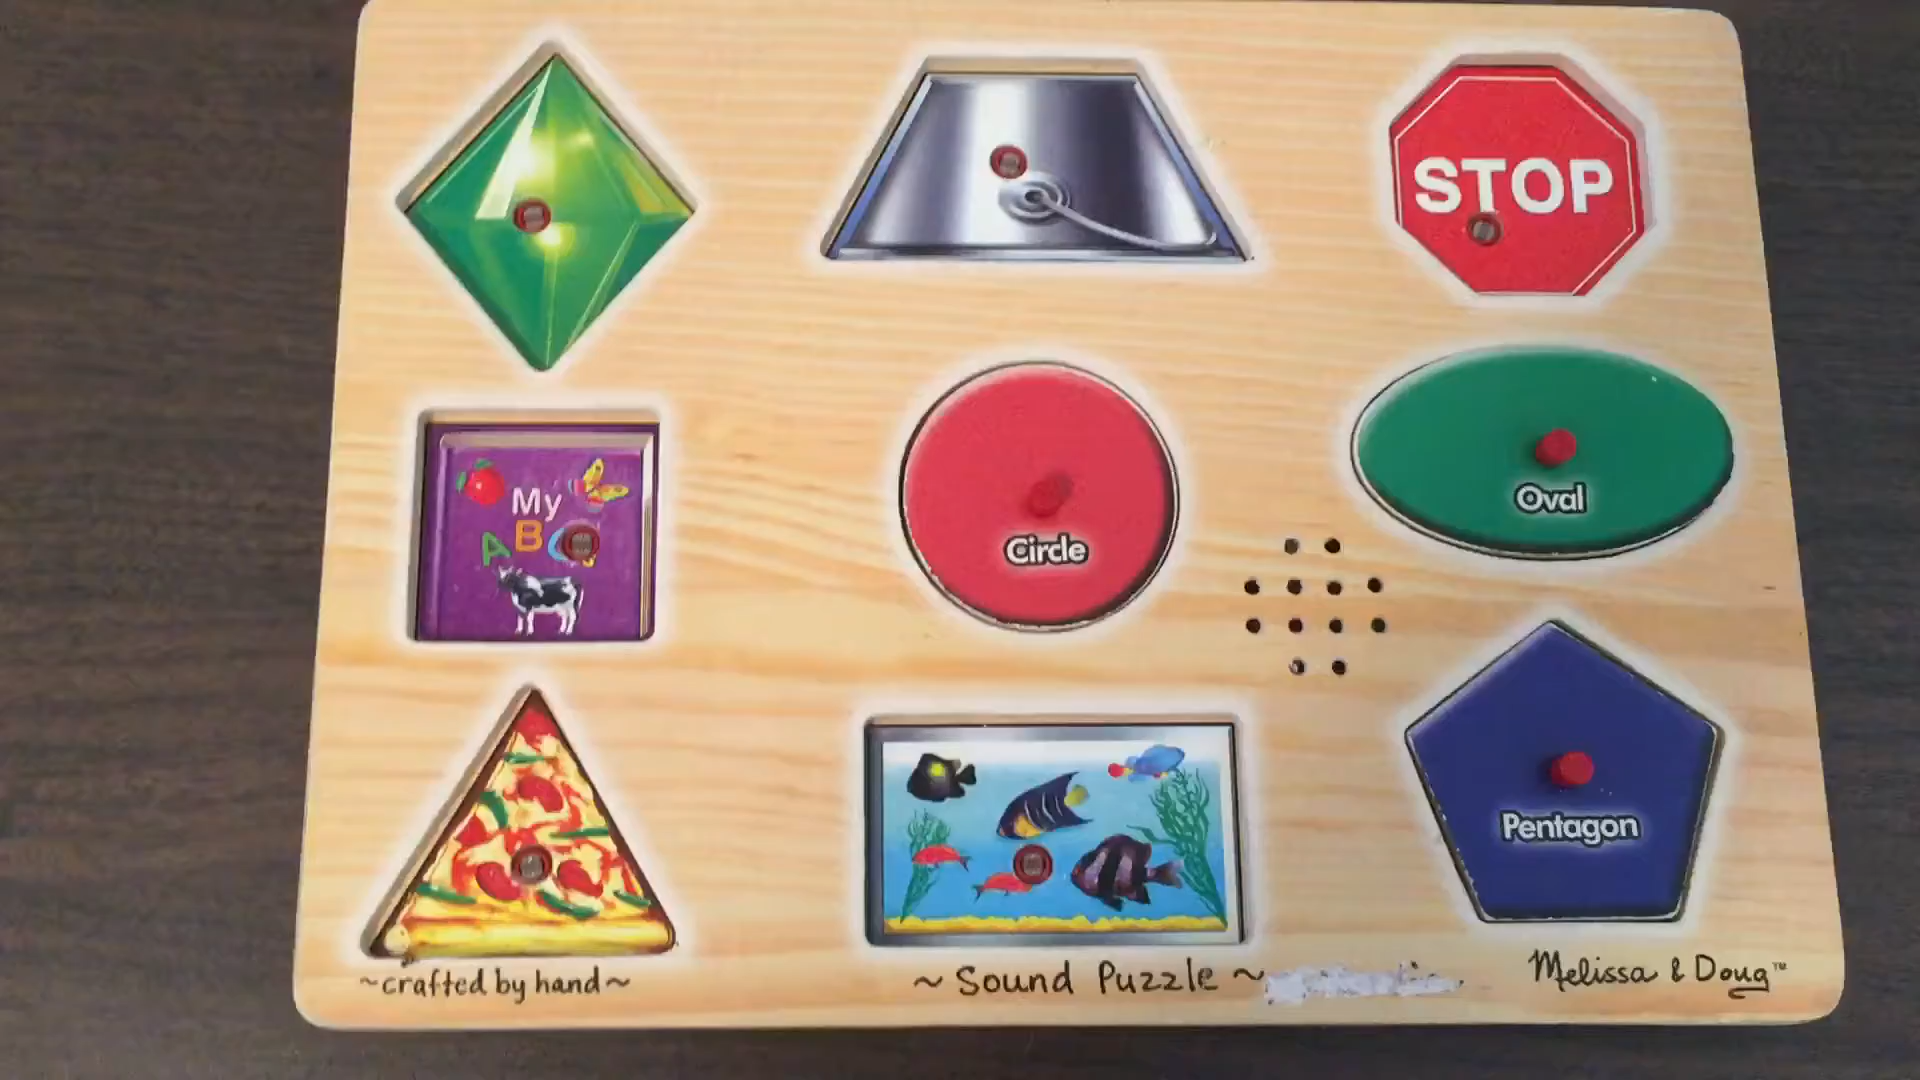 STOP
My
ABC
Circle
Oval
Pentagon
~crafted by hand~
~ Sound Puzzle ~
Melissa & Doug™